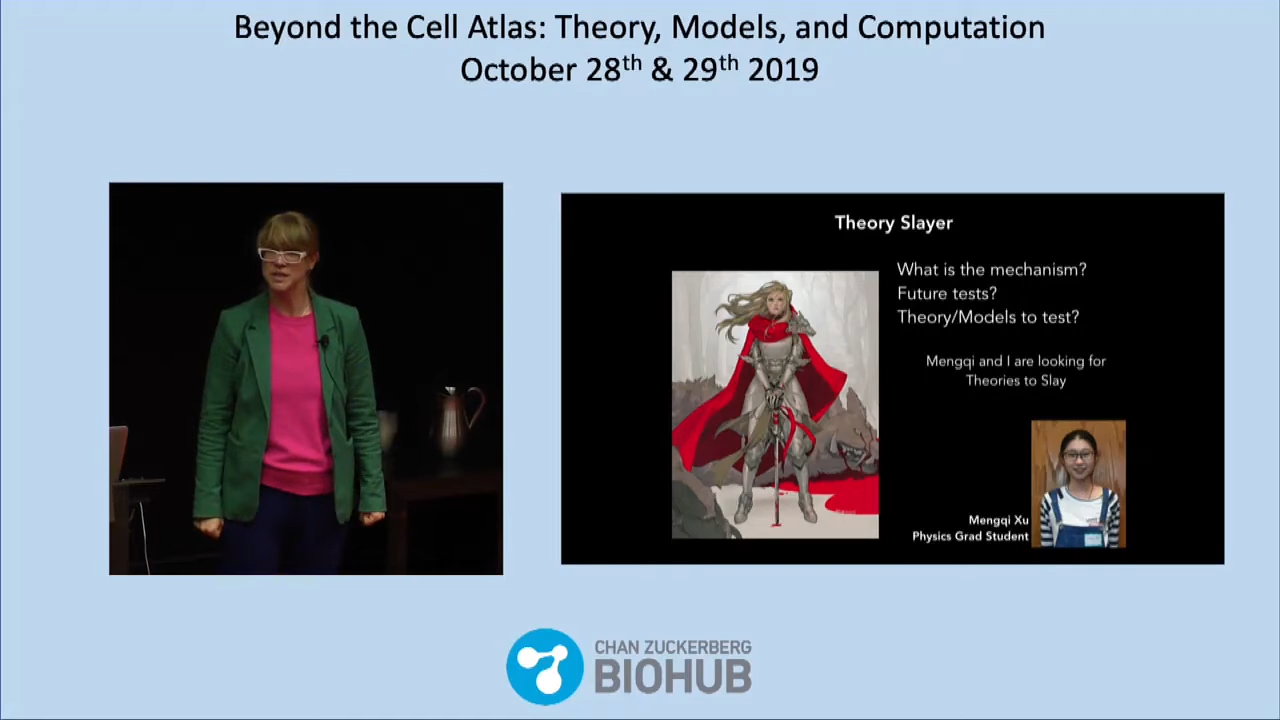 Beyond the Cell Atlas: Theory, Models, and Computation
October 28th & 29th 2019
Theory Slayer
What is the mechanism?
Future tests?
Theory/Models to test?
Mengqi and I are looking for
Theories to Slay
Mengqi Xu
Physics Grad Student
CHAN ZUCKERBERG
BIOHUB